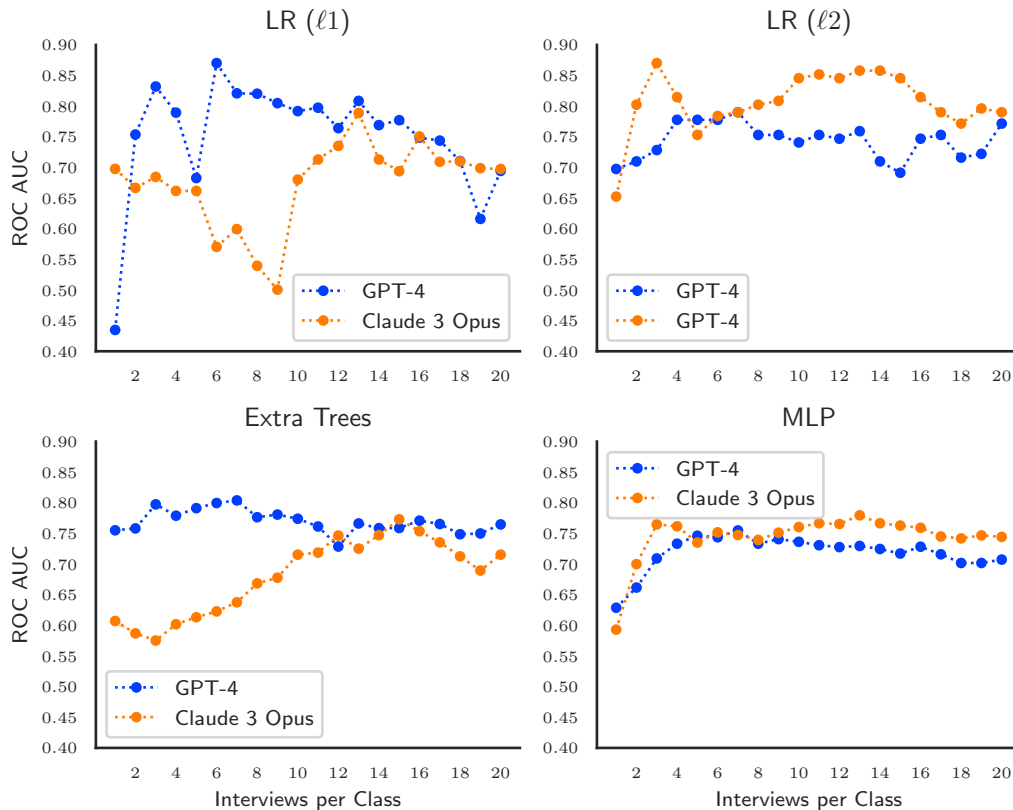 LR (ℓ1)
LR (ℓ2)
0.90
0.85
0.80
0.75
0.70
0.65
0.60
0.55
0.50
0.45
0.40
ROC AUC
GPT-4
Claude 3 Opus
2 4 6 8 10 12 14 16 18 20
0.90
0.85
0.80
0.75
0.70
0.65
0.60
0.55
0.50
0.45
0.40
GPT-4
GPT-4
2 4 6 8 10 12 14 16 18 20
Extra Trees
MLP
0.90
0.85
0.80
0.75
0.70
0.65
0.60
0.55
0.50
0.45
0.40
ROC AUC
GPT-4
Claude 3 Opus
2 4 6 8 10 12 14 16 18 20
Interviews per Class
0.90
0.85
0.80
0.75
0.70
0.65
0.60
0.55
0.50
0.45
0.40
GPT-4
Claude 3 Opus
2 4 6 8 10 12 14 16 18 20
Interviews per Class